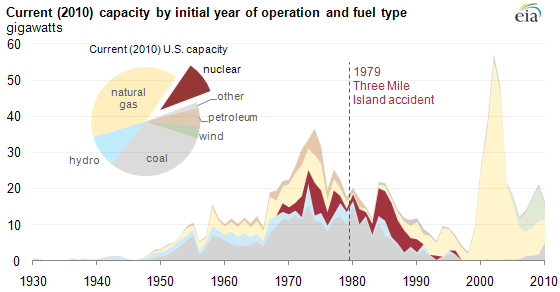 Current (2010) capacity by initial year of operation and fuel type
gigawatts
eia
Current (2010) U.S. capacity
nuclear
natural
gas
other
petroleum
wind
hydro
coal
1979
Three Mile
Island accident
60
50
40
30
20
10
0
1930 1940 1950 1960 1970 1980 1990 2000 2010